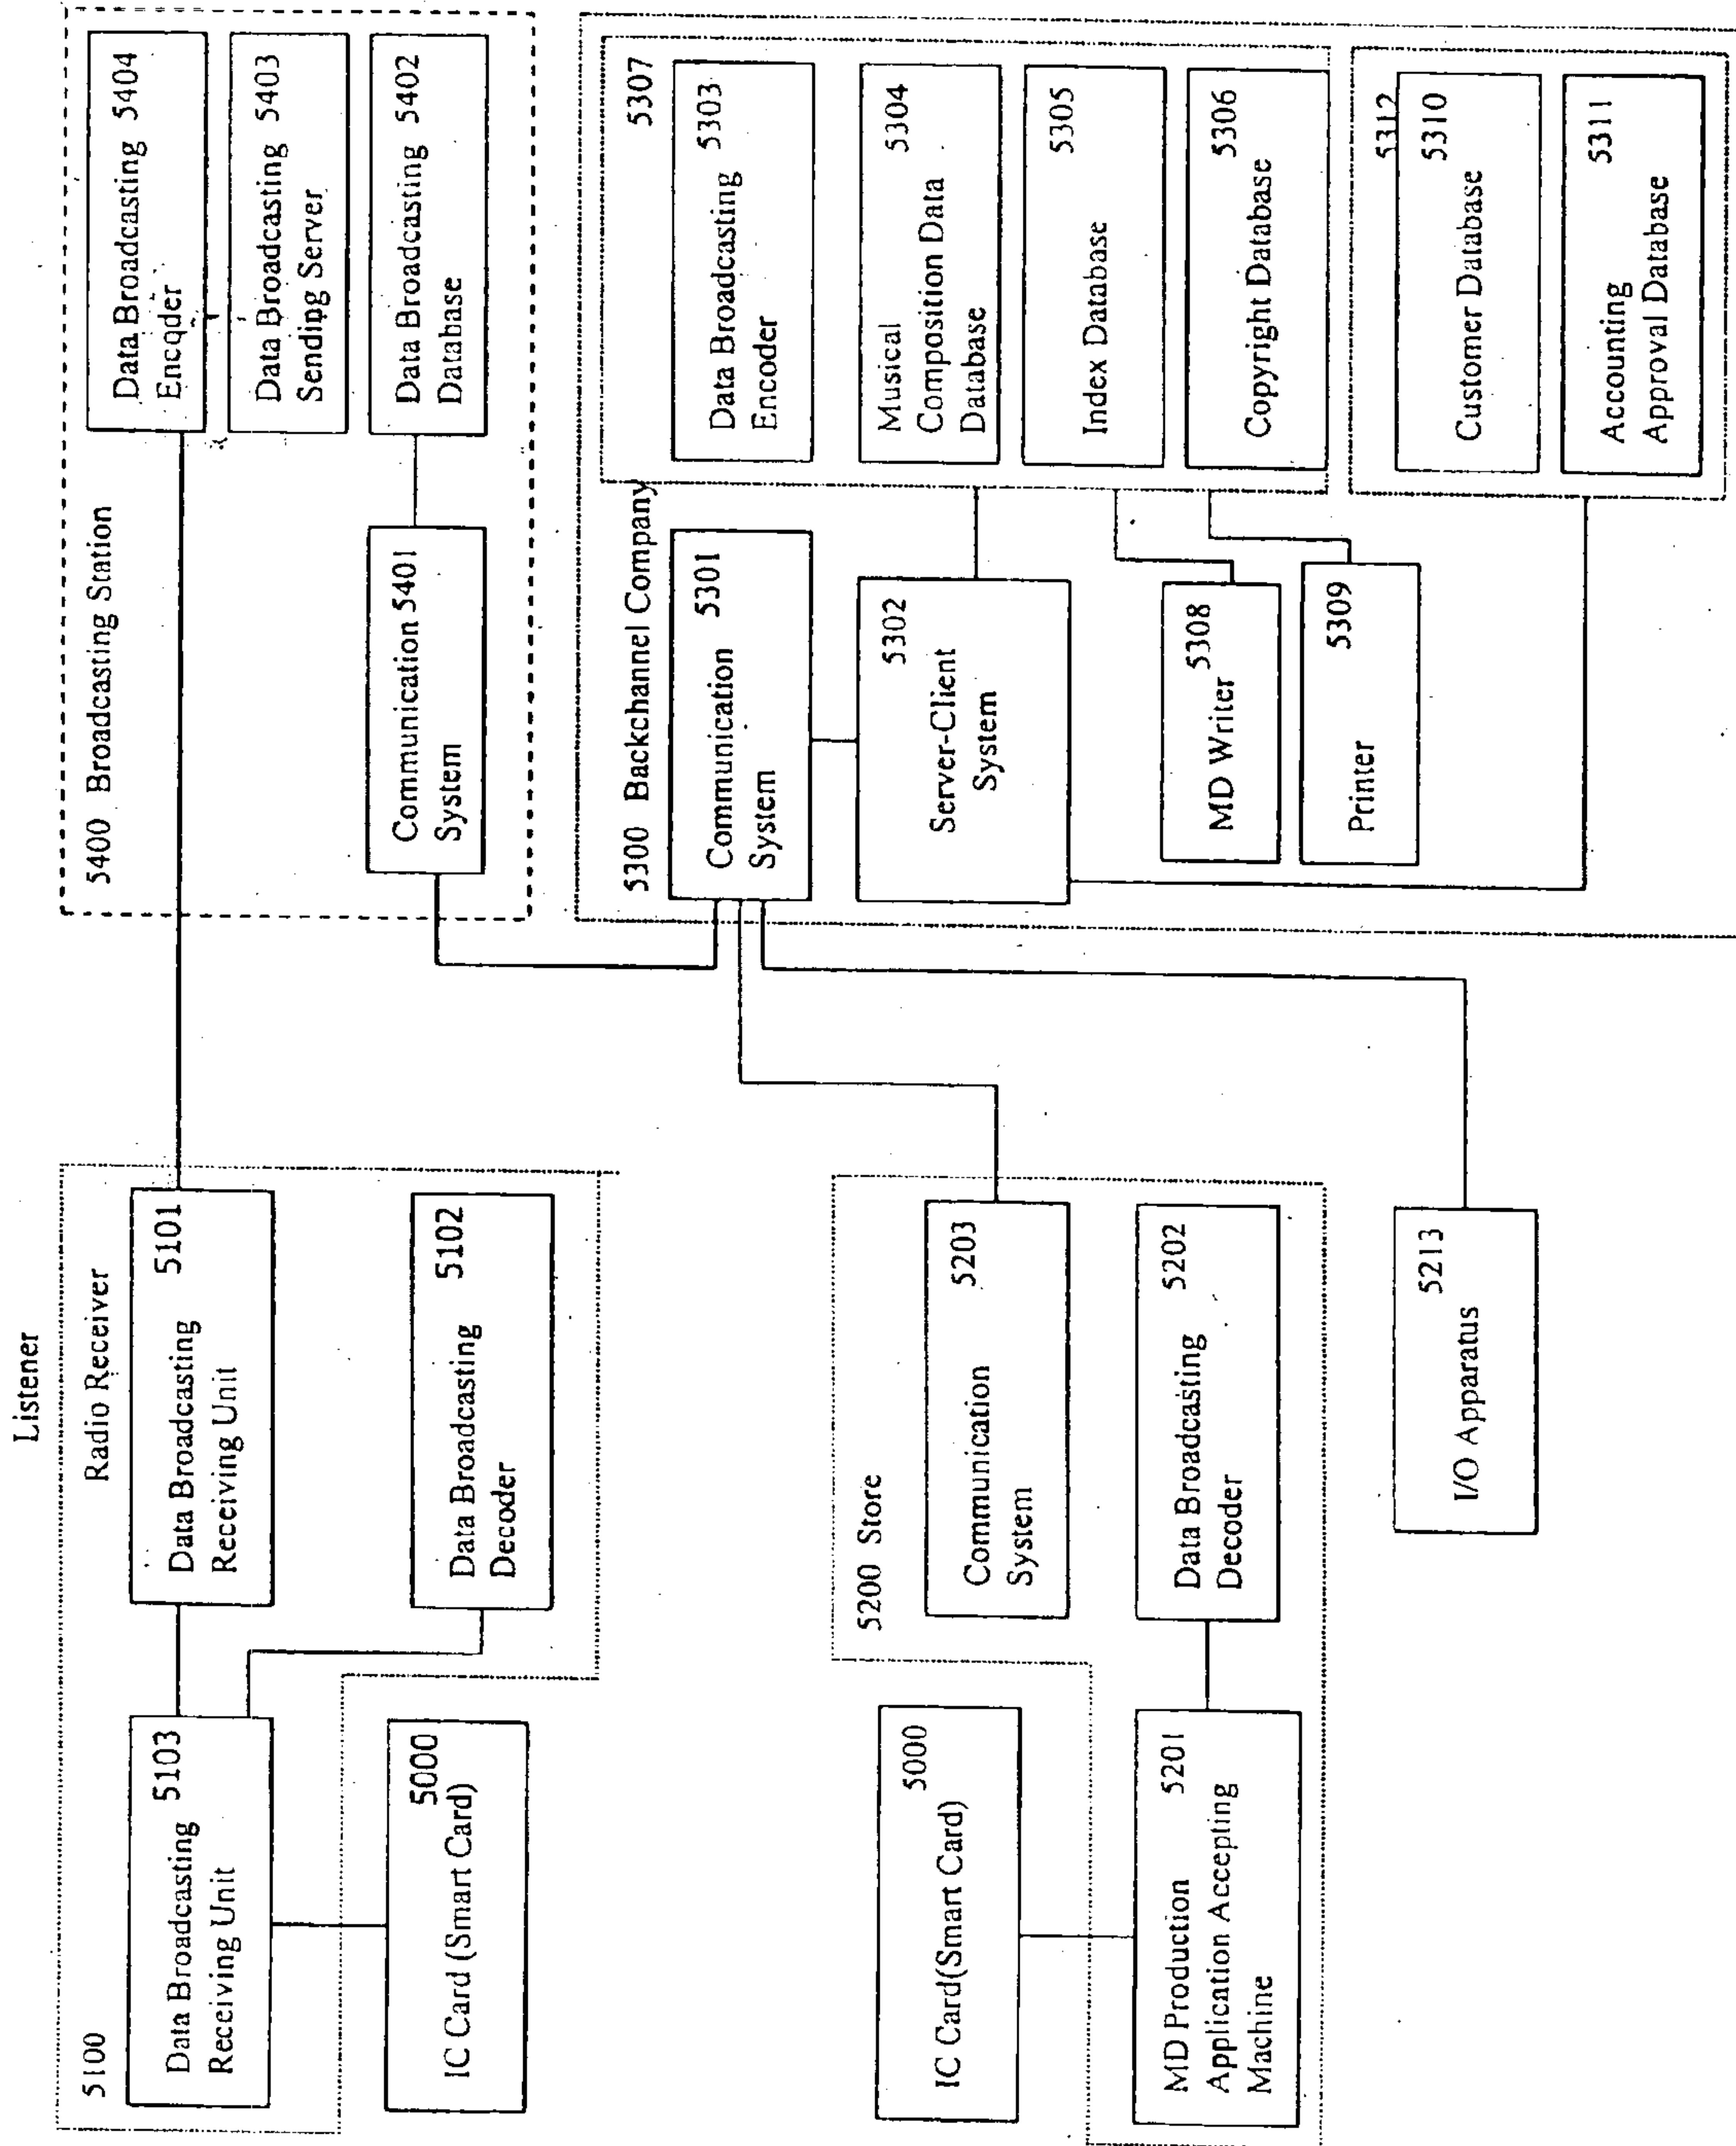 Listener
5100
Radio Receiver
Data Broadcasting 5103
Receiving Unit
Data Broadcasting 5101
Receiving Unit
Data Broadcasting 5102
Decoder
5000
IC Card (Smart Card)
5400 Broadcasting Station
Data Broadcasting 5404
Encoder
Data Broadcasting 5403
Sending Server
Data Broadcasting 5402
Database
Communication 5401
System
5200 Store
5000
IC Card(Smart Card)
MD Production 5201
Application Accepting
Machine
Communication 5203
System
Data Broadcasting 5202
Decoder
5213
I/O Apparatus
5300 Backchannel Company
Communication 5301
System
5302
Server-Client
System
MD Writer 5308
5309
Printer
5307
Data Broadcasting 5303
Encoder
Musical 5304
Composition Data
Database
5305
Index Database
5306
Copyright Database
5312
5310
Customer Database
Accounting 5311
Approval Database